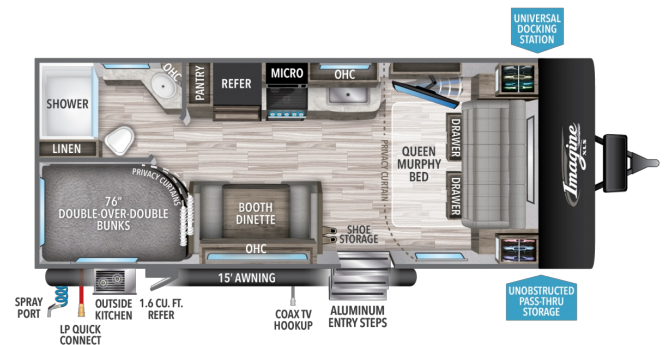 UNIVERSAL
DOCKING
STATION
OHC
PANTRY
REFER
MICRO
OHC
SHOWER
LINEN
PRIVACY CURTAINS
76"
DOUBLE-OVER-DOUBLE
BUNKS
BOOTH
DINETTE
OHC
SHOE
STORAGE
PRIVACY CURTAIN
QUEEN
MURPHY
BED
DRAWER
DRAWER
Imagine
XLS
15' AWNING
SPRAY
PORT
LP QUICK
CONNECT
OUTSIDE
KITCHEN
1.6 CU. FT.
REFER
COAX TV
HOOKUP
ALUMINUM
ENTRY STEPS
UNOBSTRUCTED
PASS-THRU
STORAGE